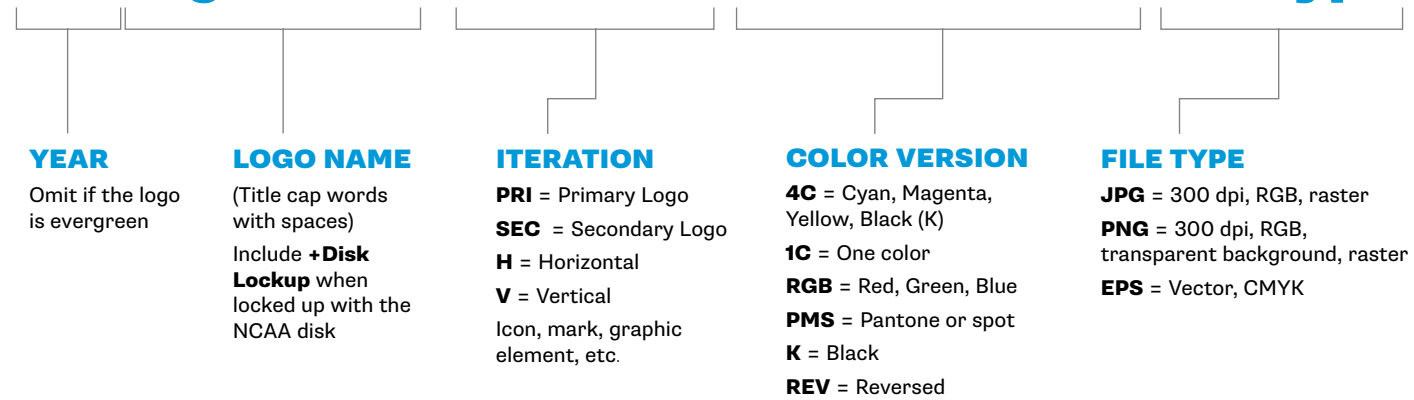 YEAR
Omit if the logo
is evergreen
LOGO NAME
(Title cap words
with spaces)
Include +Disk
Lockup when
locked up with the
NCAA disk
ITERATION
PRI = Primary Logo
SEC = Secondary Logo
H = Horizontal
V = Vertical
Icon, mark, graphic
element, etc.
COLOR VERSION
4C = Cyan, Magenta,
Yellow, Black (K)
1C = One color
RGB = Red, Green, Blue
PMS = Pantone or spot
K = Black
REV = Reversed
FILE TYPE
JPG = 300 dpi, RGB, raster
PNG = 300 dpi, RGB,
transparent background, raster
EPS = Vector, CMYK